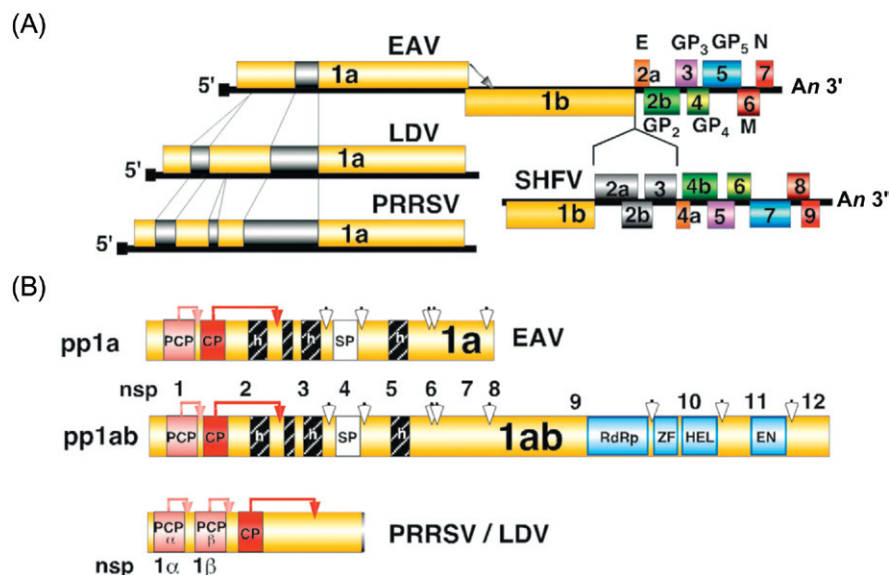 (A)
EAV
E GP3 GP5 N
5' 1a 2a 3 5 7 An 3'
1b 2b 4 6
GP2 GP4 M
LDV
5' 1a
SHFV 2a 3 4b 6 8 An 3'
1b 2b 4a 5 7 9
PRRSV
5' 1a
(B)
pp1a PCP CP h h SP h 1a EAV
nsp 1 2 3 4 5 6 7 8 9 10 11 12
pp1ab PCP CP h h SP h 1ab RdRp ZF HEL EN
PCP α PCP β CP PRRSV / LDV
nsp 1α 1β